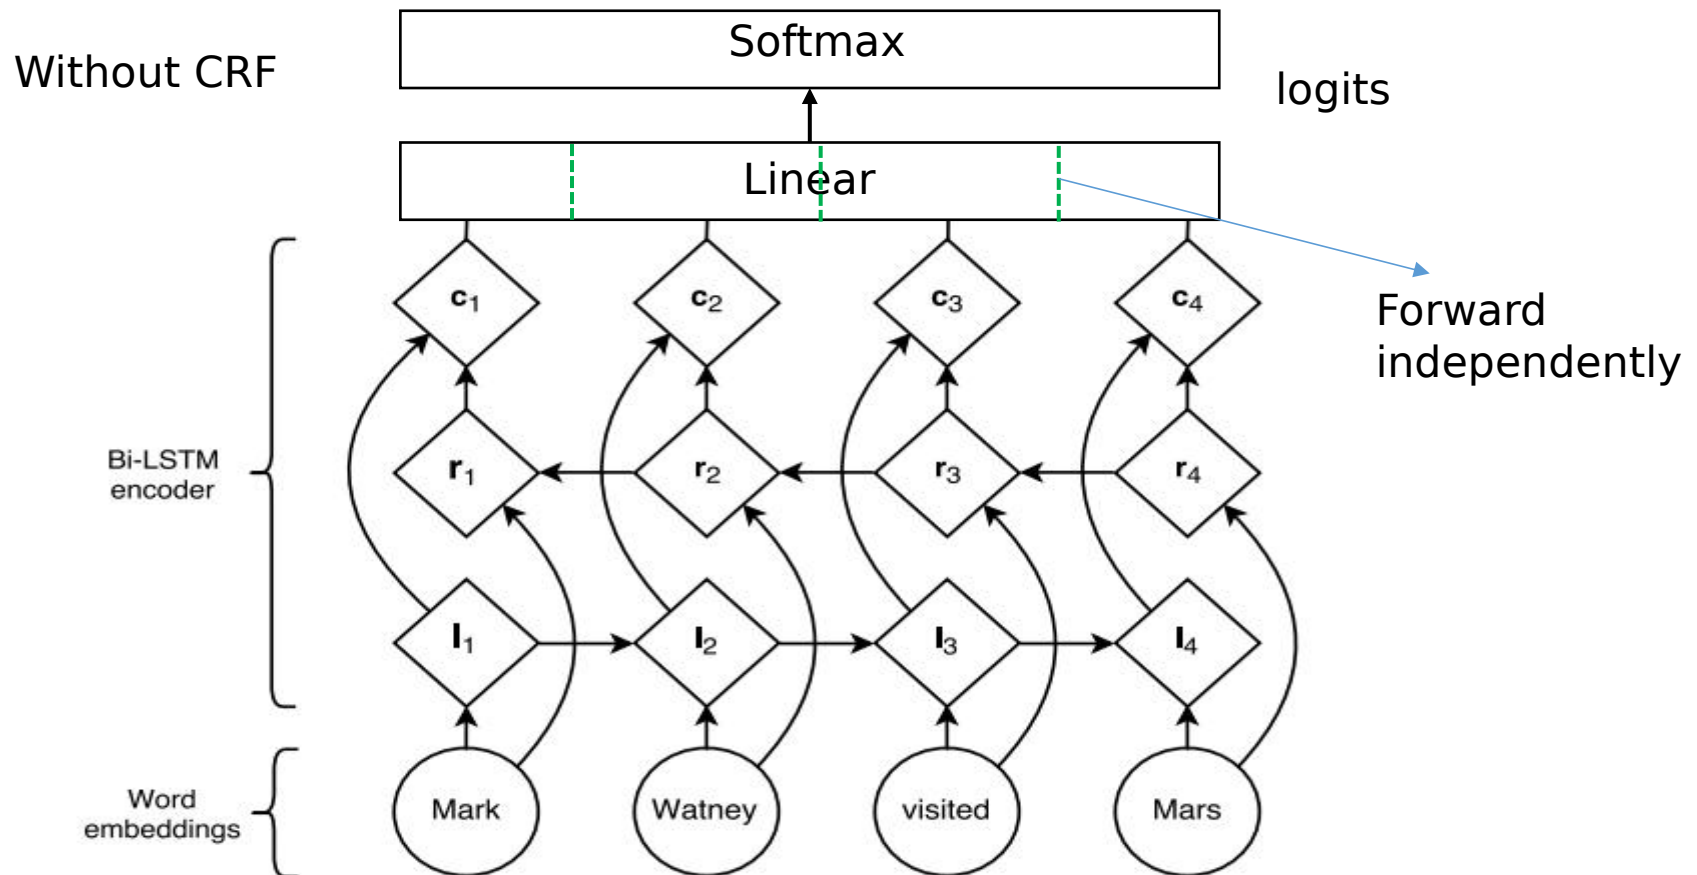 Softmax
Without CRF
logits
Linear
Forward
independently
c1
c2
c3
c4
Bi-LSTM
encoder
r1
r2
r3
r4
l1
l2
l3
l4
Word
embeddings
Mark
Watney
visited
Mars